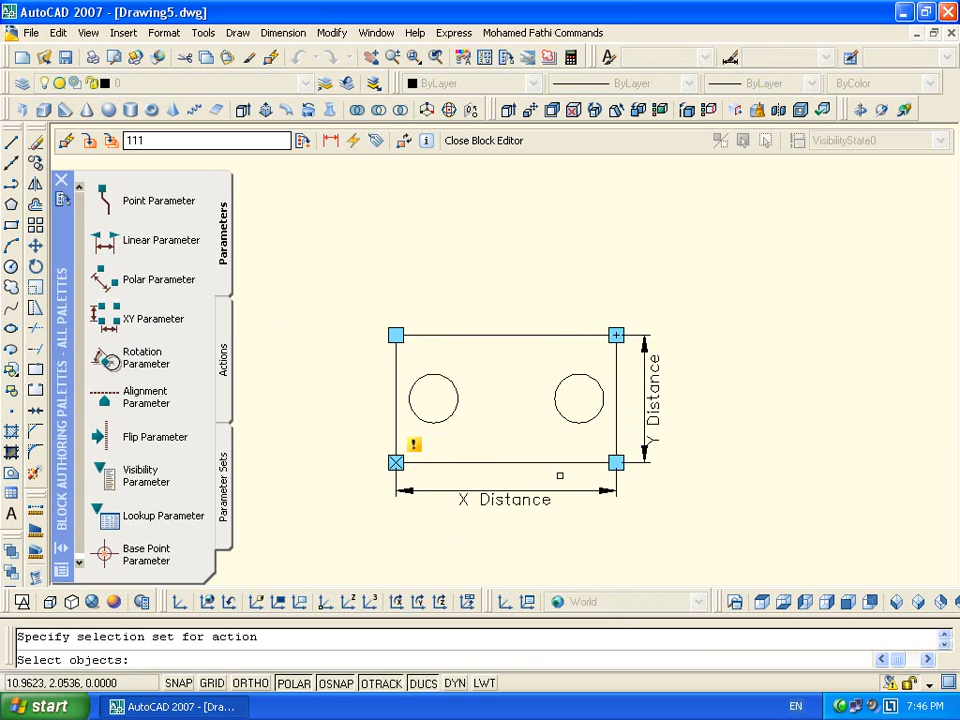 AutoCAD 2007 - [Drawing5.dwg]
File Edit View Insert Format Tools Draw Dimension Modify Window Help Express Mohamed Fathi Commands
0 ByLayer ByLayer ByLayer ByColor
111 Close Block Editor VisibilityState0
Point Parameter
Linear Parameter
Polar Parameter
XY Parameter
Rotation
Parameter
Alignment
Parameter
Flip Parameter
Visibility
Parameter
Lookup Parameter
Base Point
Parameter
Parameters
Actions
Parameter Sets
BLOCK AUTHORING PALETTES - ALL PALETTES
Y Distance
X Distance
World
Specify selection set for action
Select objects:
10.9623, 2.0536, 0.0000 SNAP GRID ORTHO POLAR OSNAP OTRACK DUCS DYN LWT
start AutoCAD 2007 - [Dra... EN 7:46 PM